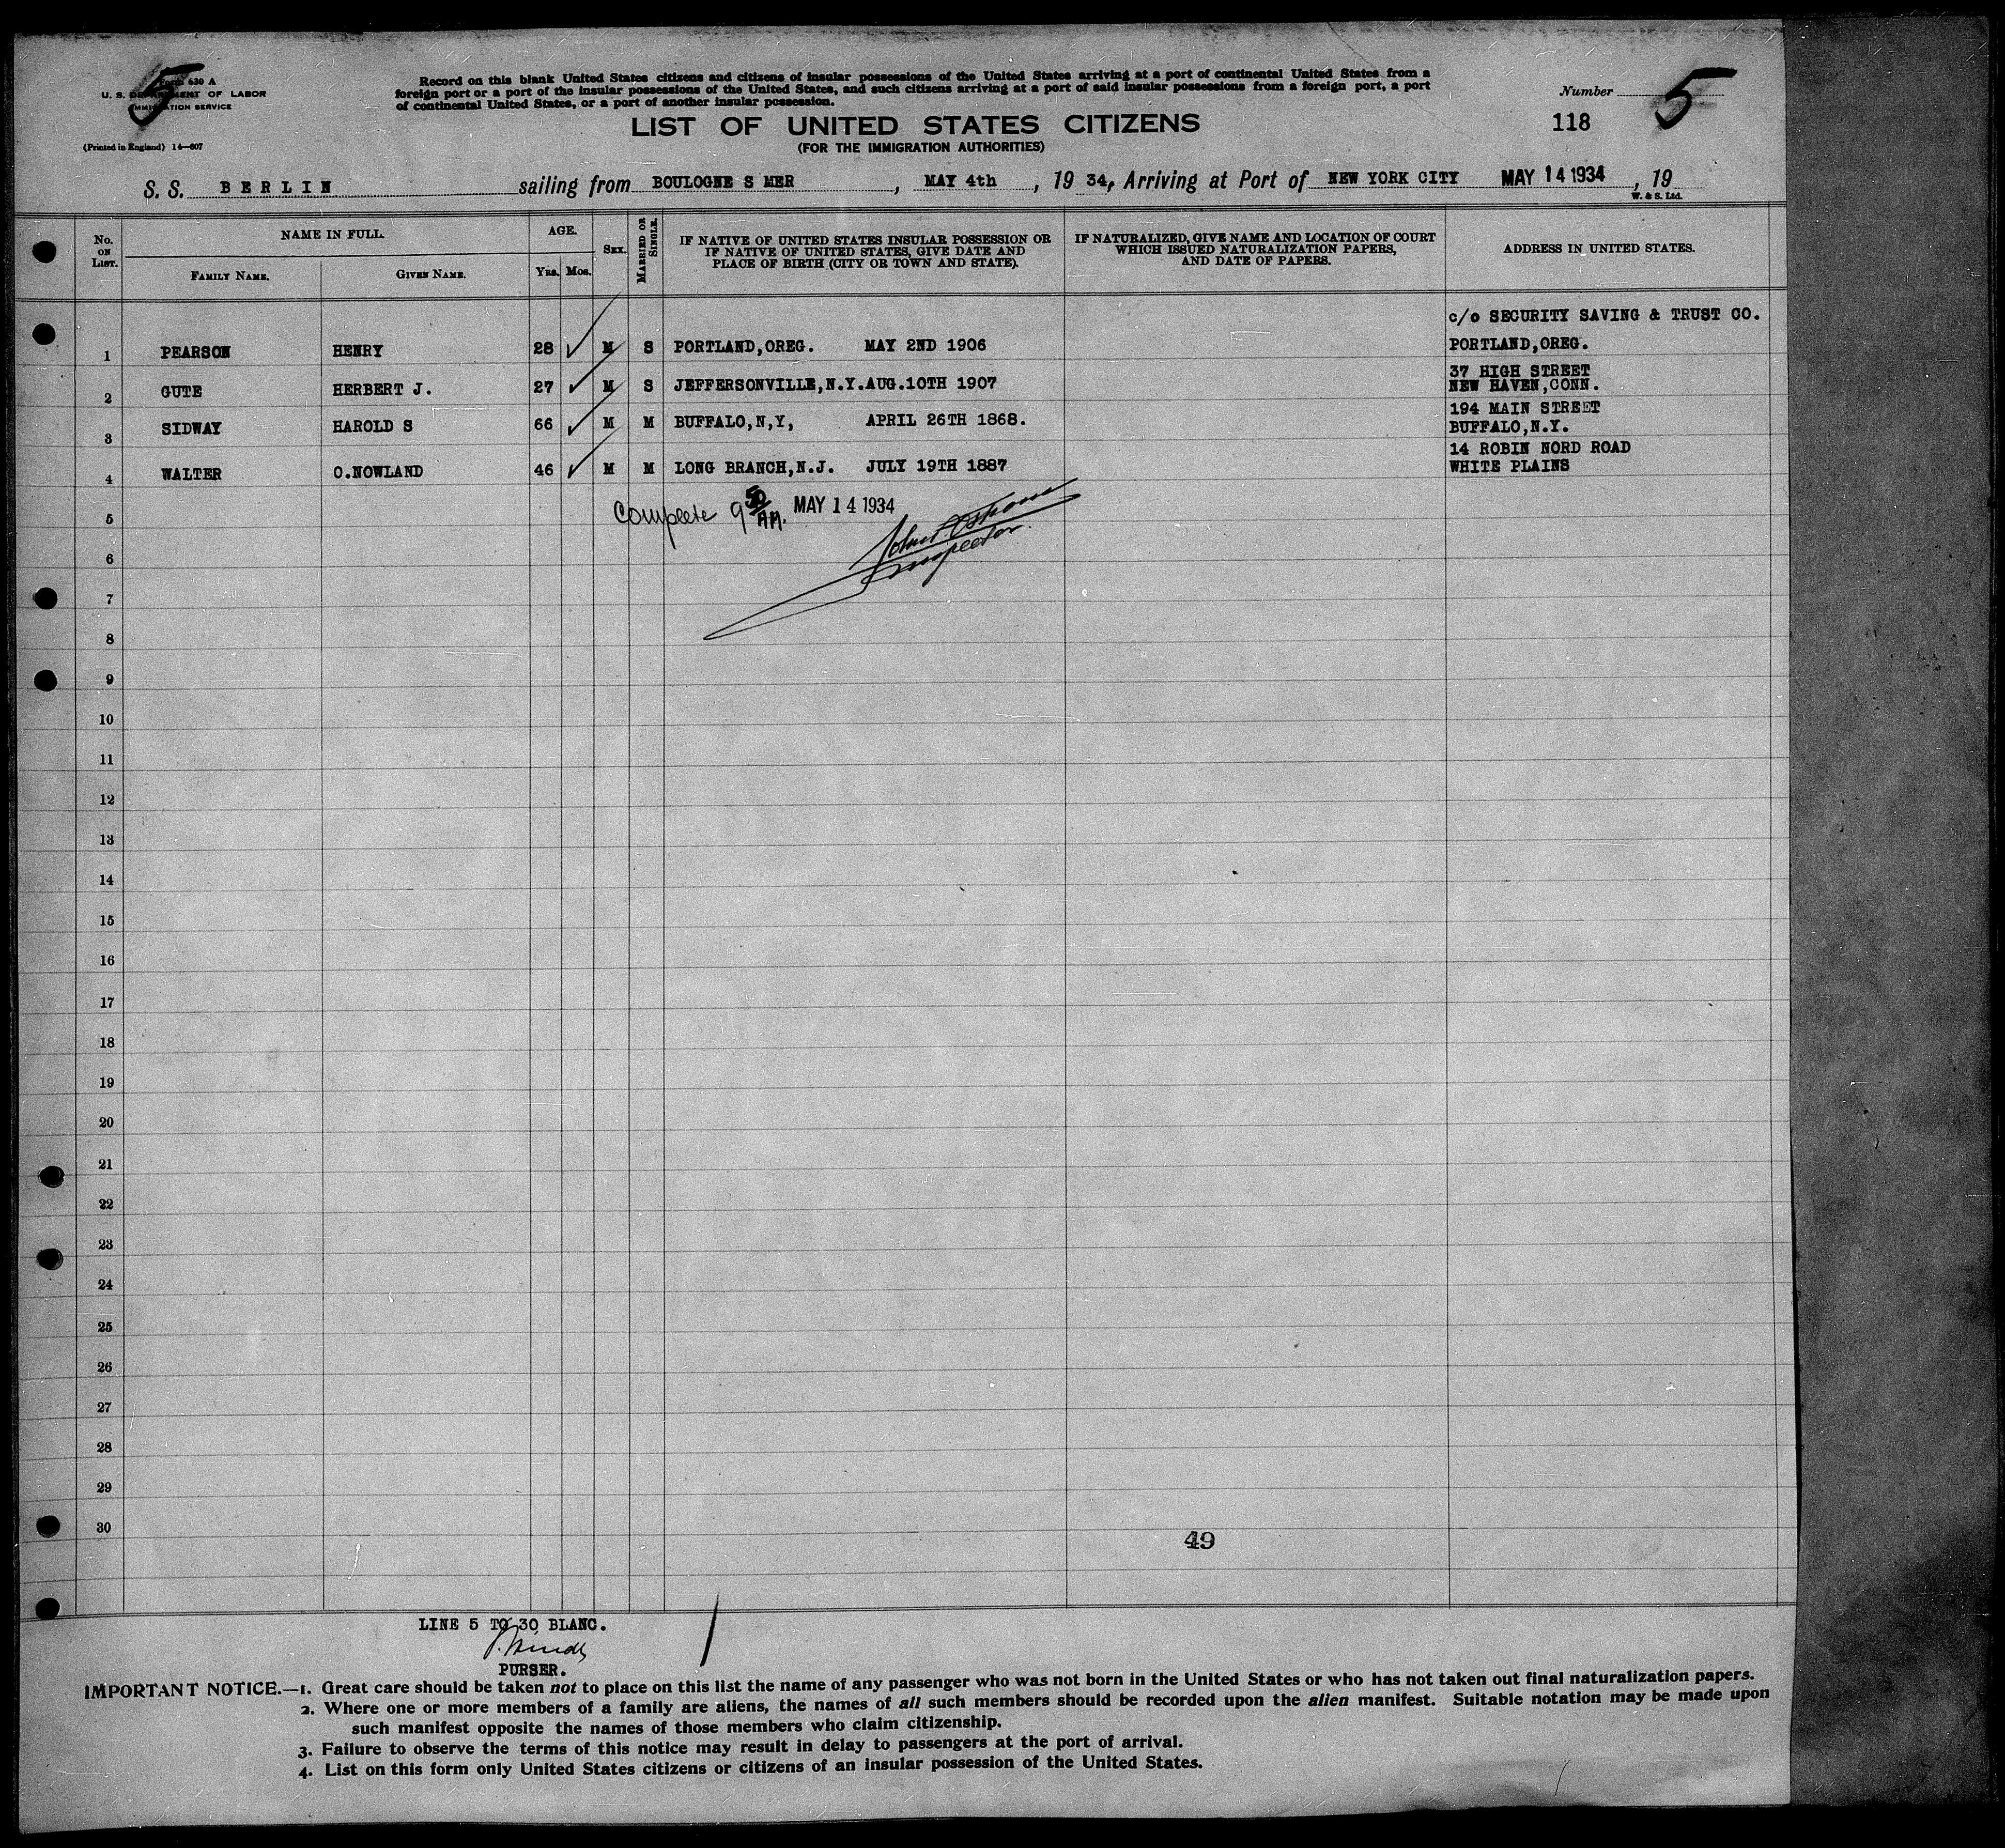 Form 630 A
U. S. DEPARTMENT OF LABOR
IMMIGRATION SERVICE
(Printed in England) 14—607
5
Record on this blank United States citizens and citizens of insular possessions of the United States arriving at a port of continental United States from a
foreign port or a port of the insular possessions of the United States, and such citizens arriving at a port of said insular possessions from a foreign port, a port
of continental United States, or a port of another insular possession.
LIST OF UNITED STATES CITIZENS
(FOR THE IMMIGRATION AUTHORITIES)
Number 5
118
S. S. BERLIN sailing from BOULOGNE S MER, MAY 4th, 19 34, Arriving at Port of NEW YORK CITY MAY 14 1934, 19
W. & S. Ltd.
No. ON LIST. NAME IN FULL. AGE. SEX. MARRIED OR SINGLE. IF NATIVE OF UNITED STATES INSULAR POSSESSION OR IF NATIVE OF UNITED STATES, GIVE DATE AND PLACE OF BIRTH (CITY OR TOWN AND STATE). IF NATURALIZED, GIVE NAME AND LOCATION OF COURT WHICH ISSUED NATURALIZATION PAPERS, AND DATE OF PAPERS. ADDRESS IN UNITED STATES.
FAMILY NAME. GIVEN NAME. Yrs. Mos.
c/o SECURITY SAVING & TRUST CO.
1 PEARSON HENRY 28 M S PORTLAND,OREG. MAY 2ND 1906 PORTLAND,OREG.
37 HIGH STREET
2 GUTE HERBERT J. 27 M S JEFFERSONVILLE,N.Y.AUG.10TH 1907 NEW HAVEN,CONN.
194 MAIN STREET
3 SIDWAY HAROLD S 66 M M BUFFALO,N,Y, APRIL 26TH 1868. BUFFALO,N.Y.
14 ROBIN NORD ROAD
4 WALTER O.NOWLAND 46 M M LONG BRANCH,N.J. JULY 19TH 1887 WHITE PLAINS
5 Complete 9 50 AM. MAY 14 1934
6 Inspector
7
8
9
10
11
12
13
14
15
16
17
18
19
20
21
22
23
24
25
26
27
28
29
30
49
LINE 5 TO 30 BLANC.
PURSER.
IMPORTANT NOTICE.—1. Great care should be taken not to place on this list the name of any passenger who was not born in the United States or who has not taken out final naturalization papers.
2. Where one or more members of a family are aliens, the names of all such members should be recorded upon the alien manifest. Suitable notation may be made upon
such manifest opposite the names of those members who claim citizenship.
3. Failure to observe the terms of this notice may result in delay to passengers at the port of arrival.
4. List on this form only United States citizens or citizens of an insular possession of the United States.